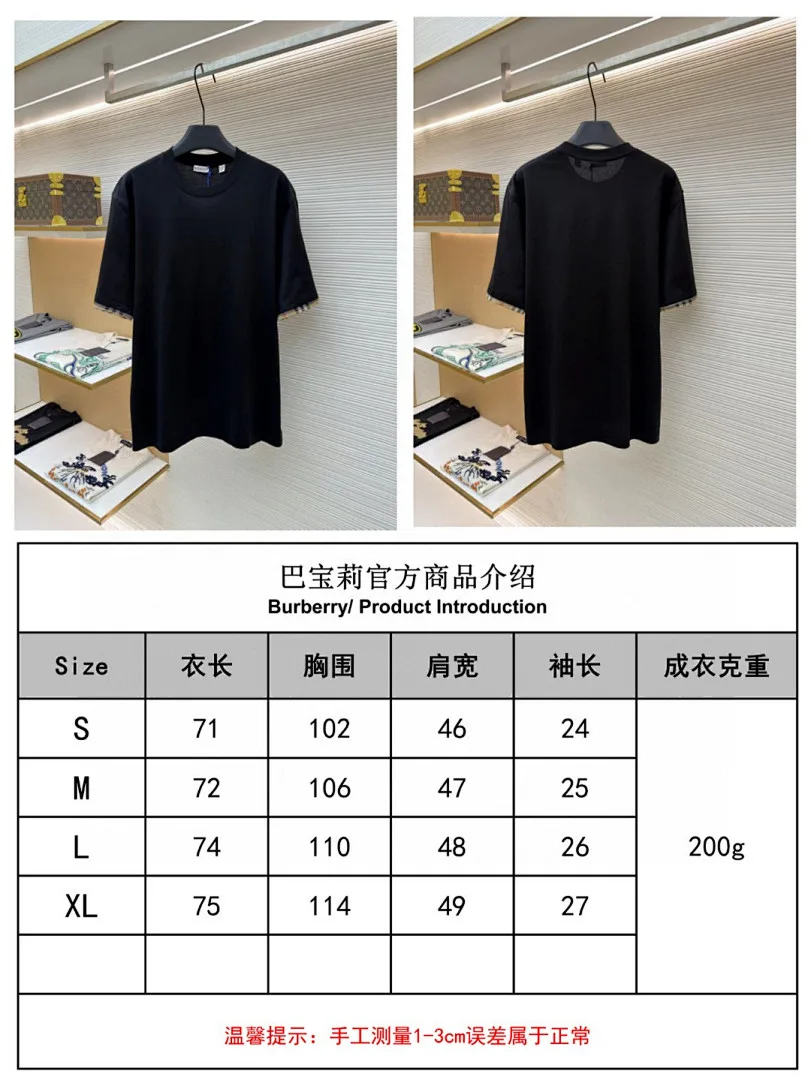 巴宝莉官方商品介绍
Burberry/ Product Introduction
Size 衣长 胸围 肩宽 袖长 成衣克重
S 71 102 46 24
M 72 106 47 25
L 74 110 48 26 200g
XL 75 114 49 27
温馨提示：手工测量1-3cm误差属于正常